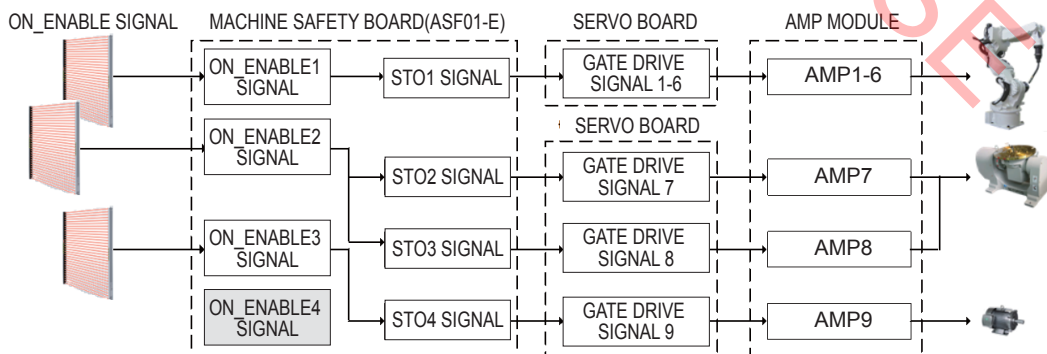 ON_ENABLE SIGNAL
MACHINE SAFETY BOARD(ASF01-E)
SERVO BOARD
AMP MODULE
ON_ENABLE1
SIGNAL
STO1 SIGNAL
GATE DRIVE
SIGNAL 1-6
AMP1-6
SERVO BOARD
ON_ENABLE2
SIGNAL
STO2 SIGNAL
GATE DRIVE
SIGNAL 7
AMP7
ON_ENABLE3
SIGNAL
STO3 SIGNAL
GATE DRIVE
SIGNAL 8
AMP8
ON_ENABLE4
SIGNAL
STO4 SIGNAL
GATE DRIVE
SIGNAL 9
AMP9
SE